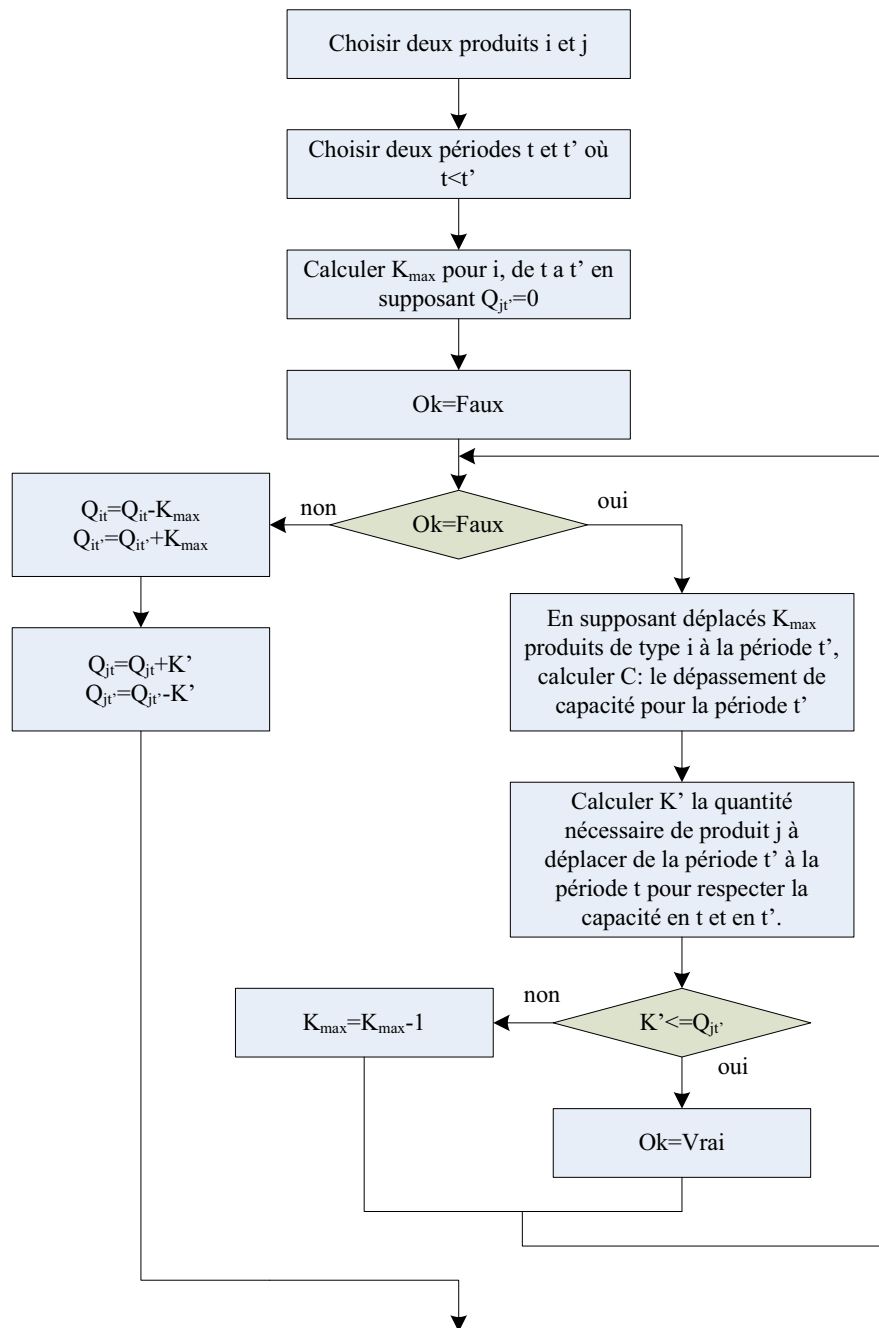 Choisir deux produits i et j
Choisir deux périodes t et t’ où
t<t’
Calculer Kmax pour i, de t a t’ en
supposant Qjt’=0
Ok=Faux
Ok=Faux
non
oui
Qit=Qit-Kmax
Qit’=Qit’+Kmax
Qjt=Qjt+K’
Qjt’=Qjt’-K’
En supposant déplacés Kmax
produits de type i à la période t’,
calculer C: le dépassement de
capacité pour la période t’
Calculer K’ la quantité
nécessaire de produit j à
déplacer de la période t’ à la
période t pour respecter la
capacité en t et en t’.
K’<=Qjt’
non
oui
Kmax=Kmax-1
Ok=Vrai